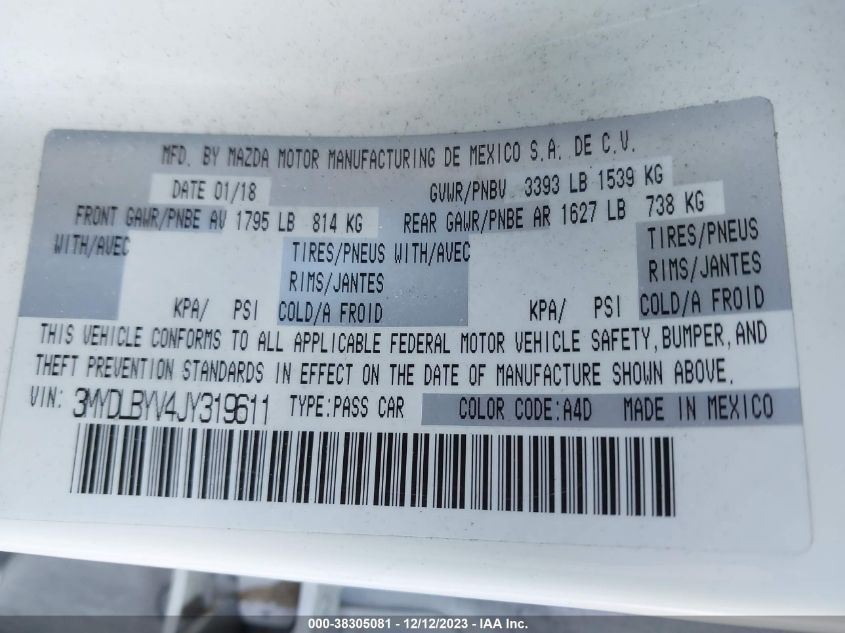 MFD. BY MAZDA MOTOR MANUFACTURING DE MEXICO S.A. DE C.V.
DATE 01/18 GVWR/PNBV 3393 LB 1539 KG
FRONT GAWR/PNBE AV 1795 LB 814 KG REAR GAWR/PNBE AR 1627 LB 738 KG
WITH/AVEC TIRES/PNEUS WITH/AVEC TIRES/PNEUS
RIMS/JANTES RIMS/JANTES
KPA/ PSI COLD/A FROID KPA/ PSI COLD/A FROID
THIS VEHICLE CONFORMS TO ALL APPLICABLE FEDERAL MOTOR VEHICLE SAFETY, BUMPER, AND
THEFT PREVENTION STANDARDS IN EFFECT ON THE DATE OF MANUFACTURE SHOWN ABOVE.
VIN: 3MYDLBYV4JY319611 TYPE:PASS CAR COLOR CODE:A4D MADE IN MEXICO
000-38305081 - 12/12/2023 - IAA Inc.